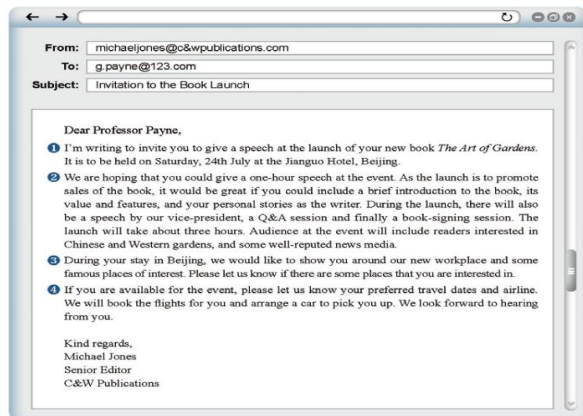 From: michaeljones@c&wpublications.com
To: g.payne@123.com
Subject: Invitation to the Book Launch
Dear Professor Payne,
1 I'm writing to invite you to give a speech at the launch of your new book The Art of Gardens.
It is to be held on Saturday, 24th July at the Jianguo Hotel, Beijing.
2 We are hoping that you could give a one-hour speech at the event. As the launch is to promote
sales of the book, it would be great if you could include a brief introduction to the book, its
value and features, and your personal stories as the writer. During the launch, there will also
be a speech by our vice-president, a Q&A session and finally a book-signing session. The
launch will take about three hours. Audience at the event will include readers interested in
Chinese and Western gardens, and some well-reputed news media.
3 During your stay in Beijing, we would like to show you around our new workplace and some
famous places of interest. Please let us know if there are some places that you are interested in.
4 If you are available for the event, please let us know your preferred travel dates and airline.
We will book the flights for you and arrange a car to pick you up. We look forward to hearing
from you.
Kind regards,
Michael Jones
Senior Editor
C&W Publications